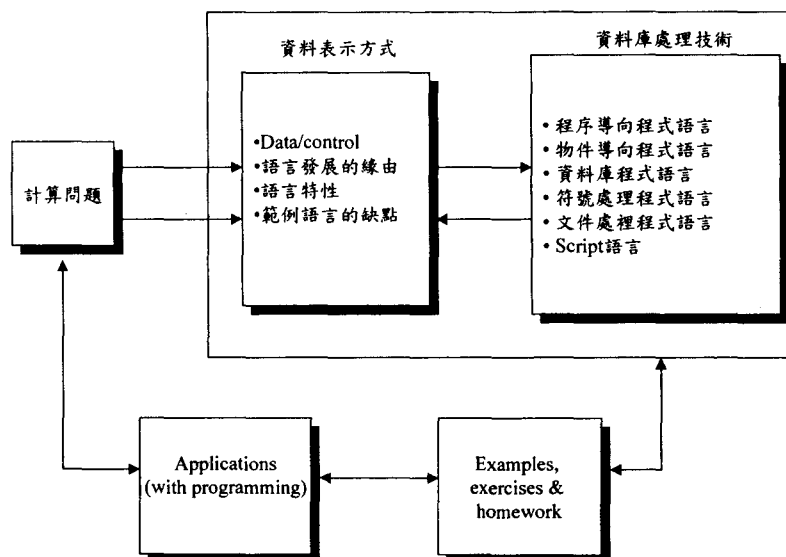 資料表示方式
資料庫處理技術
計算問題
•Data/control
•語言發展的緣由
•語言特性
•範例語言的缺點
• 程序導向程式語言
• 物件導向程式語言
• 資料庫程式語言
• 符號處理程式語言
• 文件處裡程式語言
• Script語言
Applications
(with programming)
Examples,
exercises &
homework